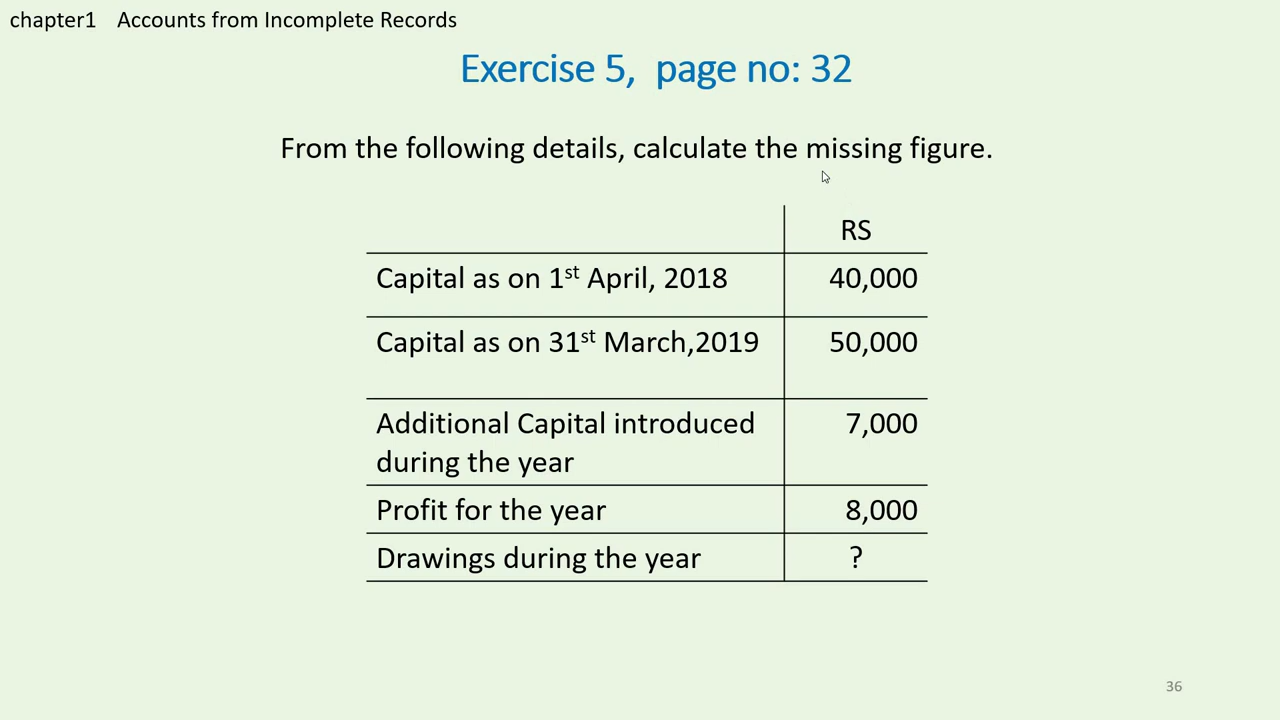 chapter1 Accounts from Incomplete Records
Exercise 5, page no: 32
From the following details, calculate the missing figure.
RS
Capital as on 1st April, 2018 40,000
Capital as on 31st March,2019 50,000
Additional Capital introduced 7,000
during the year
Profit for the year 8,000
Drawings during the year ?
36